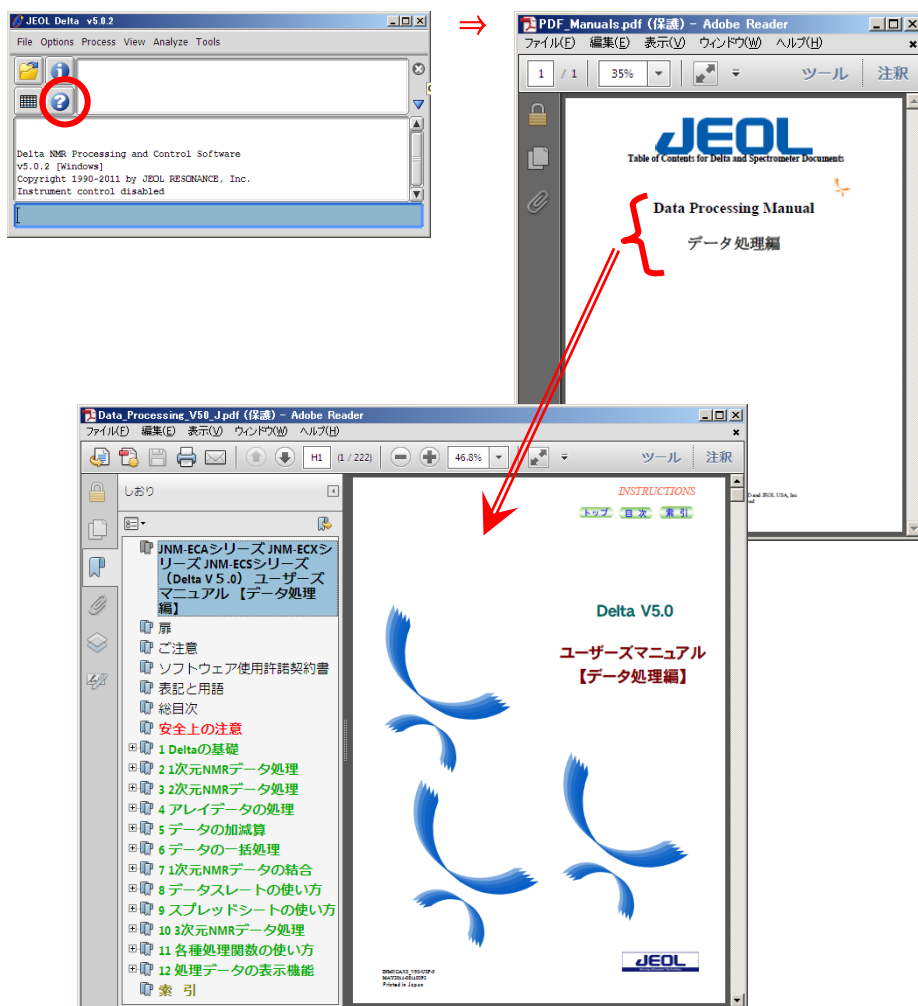 JEOL Delta v5.0.2
File Options Process View Analyze Tools
Delta NMR Processing and Control Software
v5.0.2 [Windows]
Copyright 1990-2011 by JEOL RESONANCE, Inc.
Instrument control disabled
⇒
PDF_Manuals.pdf (保護) - Adobe Reader
ファイル(F) 編集(E) 表示(V) ウィンドウ(W) ヘルプ(H)
1 / 1 35% ツール 注釈
JEOL
Table of Contents for Delta and Spectrometer Documents
Data Processing Manual
データ処理編
Data_Processing_V50_J.pdf (保護) - Adobe Reader
ファイル(F) 編集(E) 表示(V) ウィンドウ(W) ヘルプ(H)
H1 (1 / 222) 46.8% ツール 注釈
しおり
JNM-ECAシリーズ JNM-ECXシ
リーズ JNM-ECSシリーズ
(Delta V 5.0) ユーザーズ
マニュアル 【データ処理
編】
扉
ご注意
ソフトウェア使用許諾契約書
表記と用語
総目次
安全上の注意
1 Deltaの基礎
2 1次元NMRデータ処理
3 2次元NMRデータ処理
4 アレイデータの処理
5 データの加減算
6 データの一括処理
7 1次元NMRデータの結合
8 データスレートの使い方
9 スプレッドシートの使い方
10 3次元NMRデータ処理
11 各種処理関数の使い方
12 処理データの表示機能
索 引
INSTRUCTIONS
トップ 目 次 索 引
Delta V5.0
ユーザーズマニュアル
【データ処理編】
Printed in Japan
JEOL